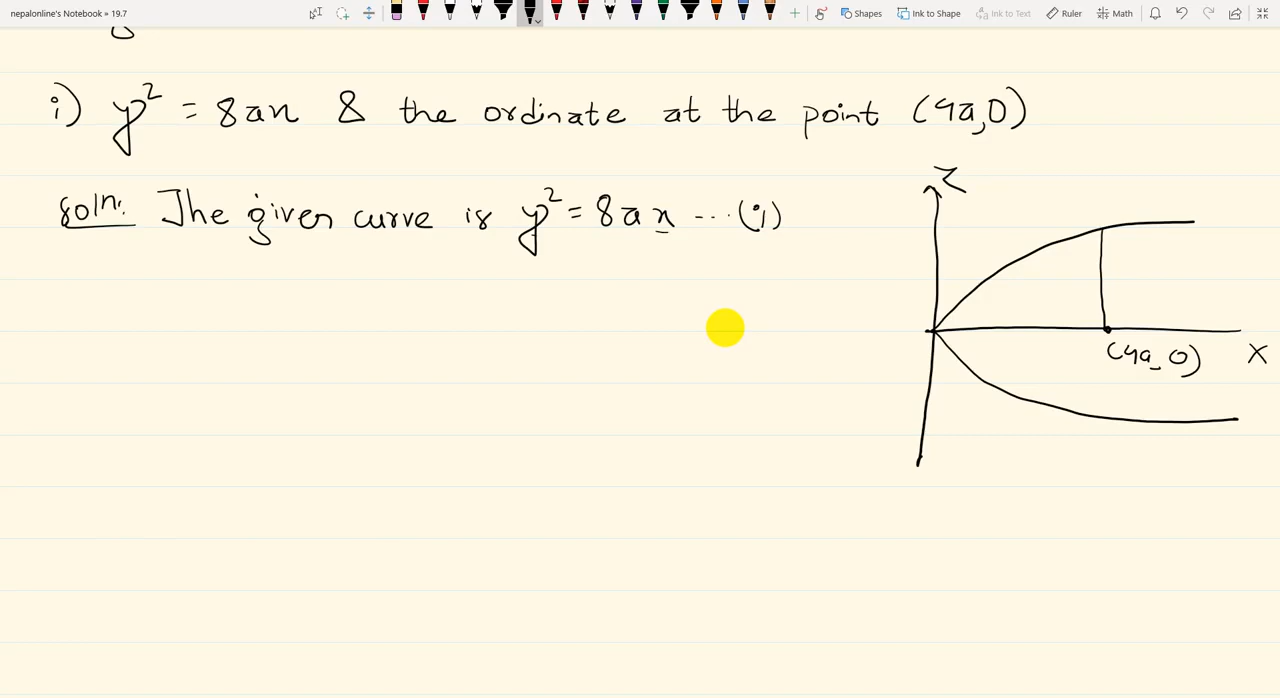 nepalonline's Notebook » 19.7
Shapes Ink to Shape Ink to Text Ruler Math
i) y² = 8ax & the ordinate at the point (4a,0)
soln. The given curve is y² = 8ax ... (i)
(4a, 0) X